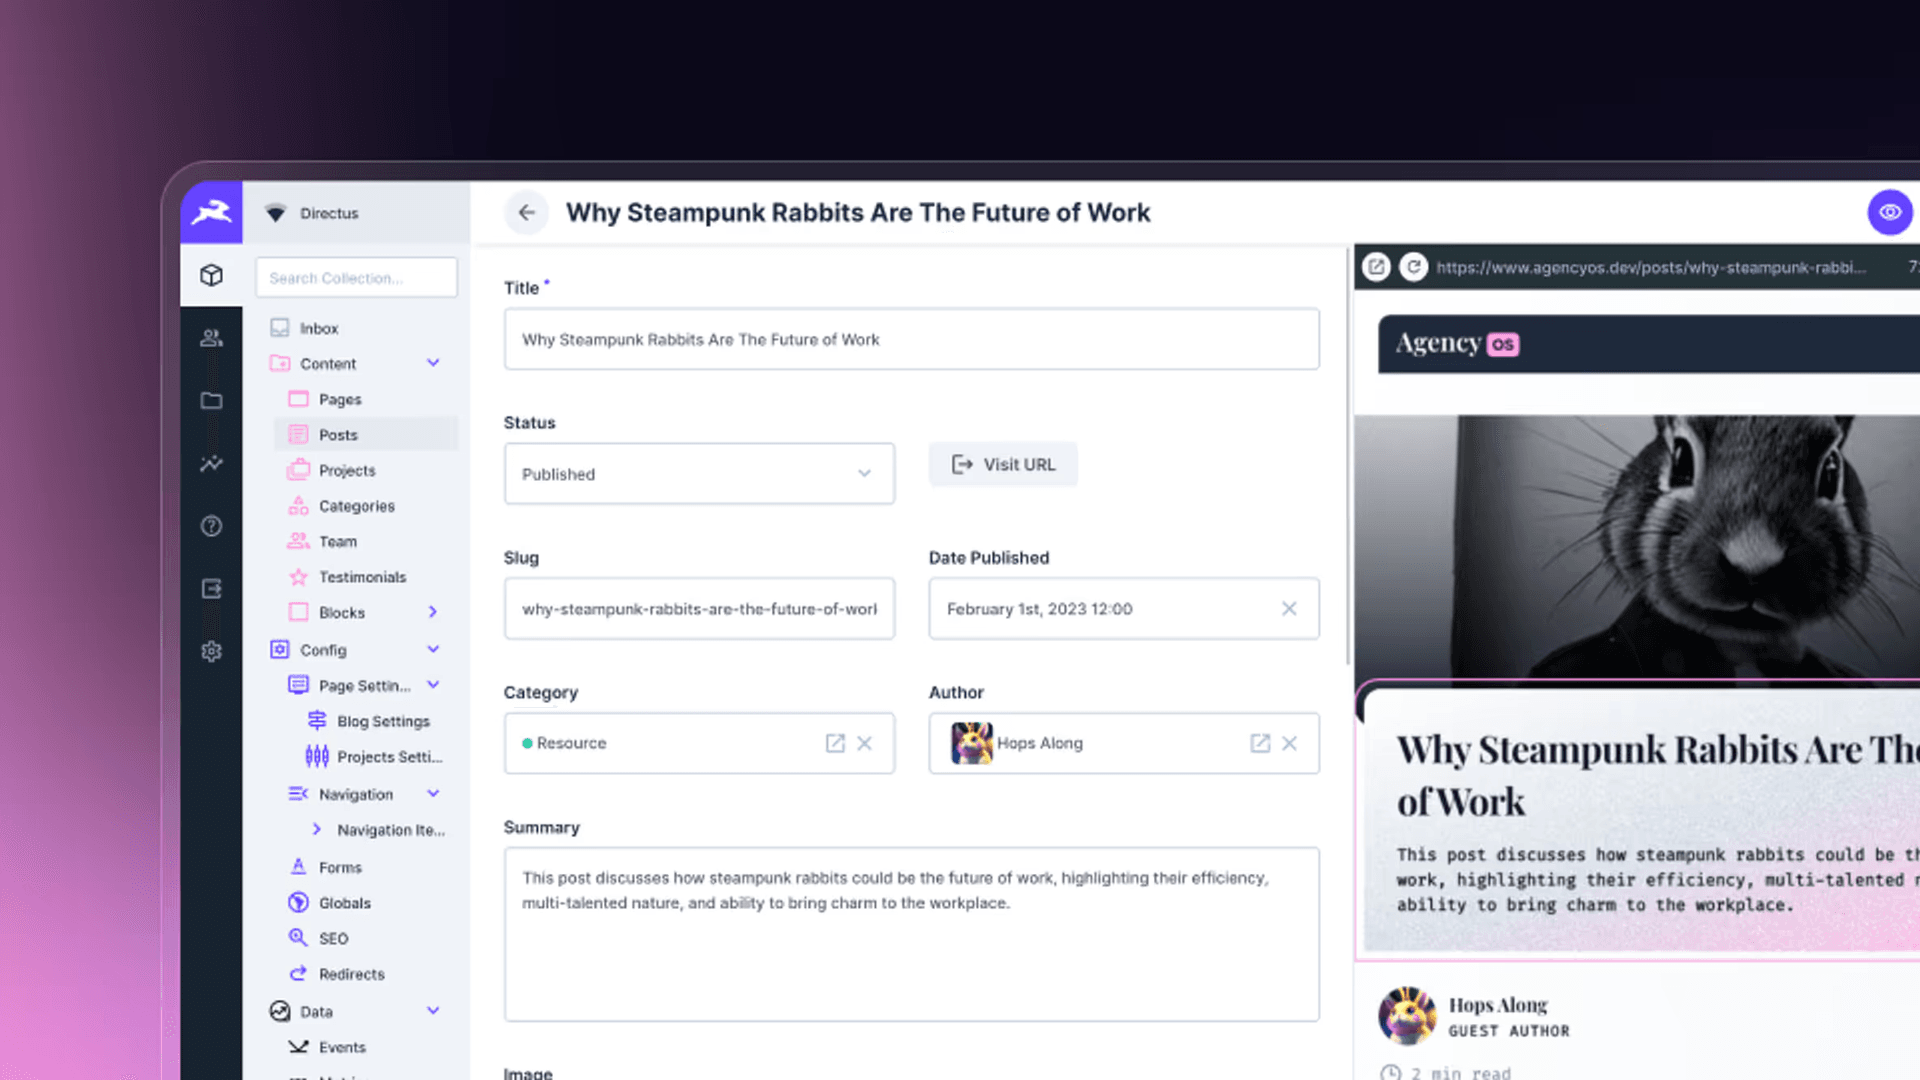 Directus
Why Steampunk Rabbits Are The Future of Work
Search Collection...
Inbox
Content
Pages
Posts
Projects
Categories
Team
Testimonials
Blocks
Config
Page Settin...
Blog Settings
Projects Setti...
Navigation
Navigation Ite...
Forms
Globals
SEO
Redirects
Data
Events
Title *
Why Steampunk Rabbits Are The Future of Work
Status
Published
Visit URL
Slug
why-steampunk-rabbits-are-the-future-of-work
Date Published
February 1st, 2023 12:00
Category
Resource
Author
Hops Along
Summary
This post discusses how steampunk rabbits could be the future of work, highlighting their efficiency,
multi-talented nature, and ability to bring charm to the workplace.
Image
https://www.agencyos.dev/posts/why-steampunk-rabbi...
Agency OS
Why Steampunk Rabbits Are The
of Work
This post discusses how steampunk rabbits could be
work, highlighting their efficiency, multi-talented
ability to bring charm to the workplace.
Hops Along
GUEST AUTHOR
2 min read